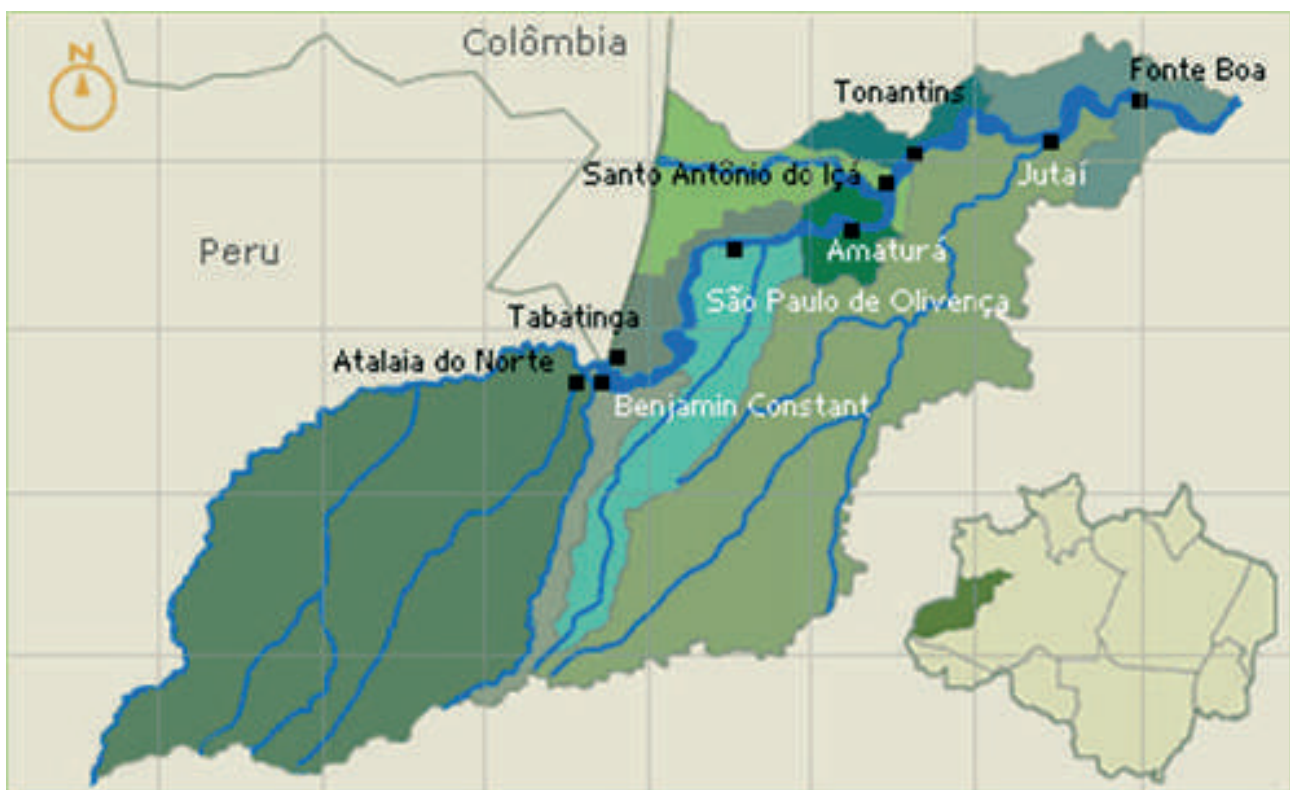 Colômbia
N
Fonte Boa
Tonantins
Santo Antônio do Içá
Jutaí
Peru
Amaturá
São Paulo de Olivença
Tabatinga
Atalaia do Norte
Benjamin Constant